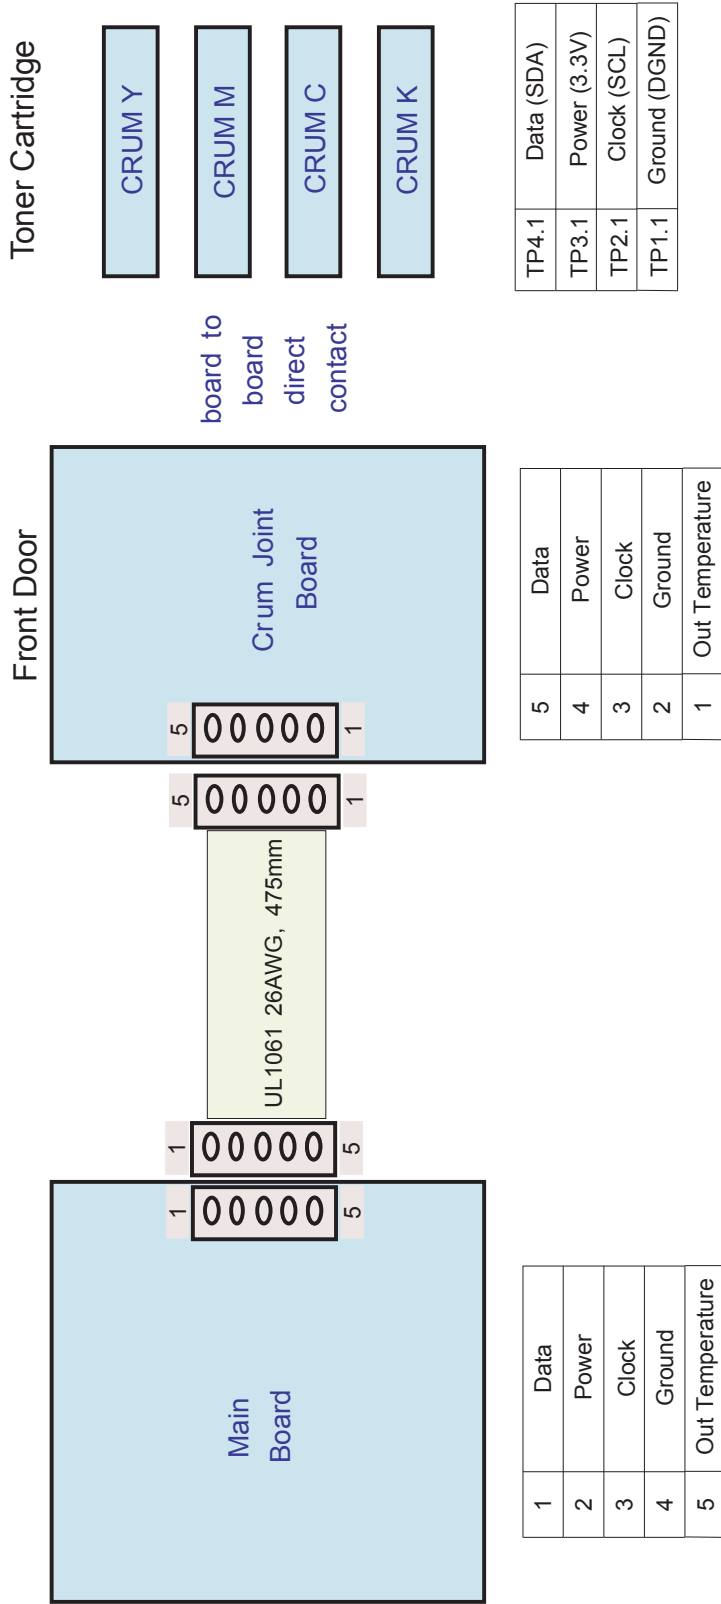 Front Door
Toner Cartridge
Main
Board
1
5
1
5
UL1061 26AWG, 475mm
5
1
5
1
Crum Joint
Board
board to
board
direct
contact
CRUM Y
CRUM M
CRUM C
CRUM K
1 Data
2 Power
3 Clock
4 Ground
5 Out Temperature
5 Data
4 Power
3 Clock
2 Ground
1 Out Temperature
TP4.1 Data (SDA)
TP3.1 Power (3.3V)
TP2.1 Clock (SCL)
TP1.1 Ground (DGND)